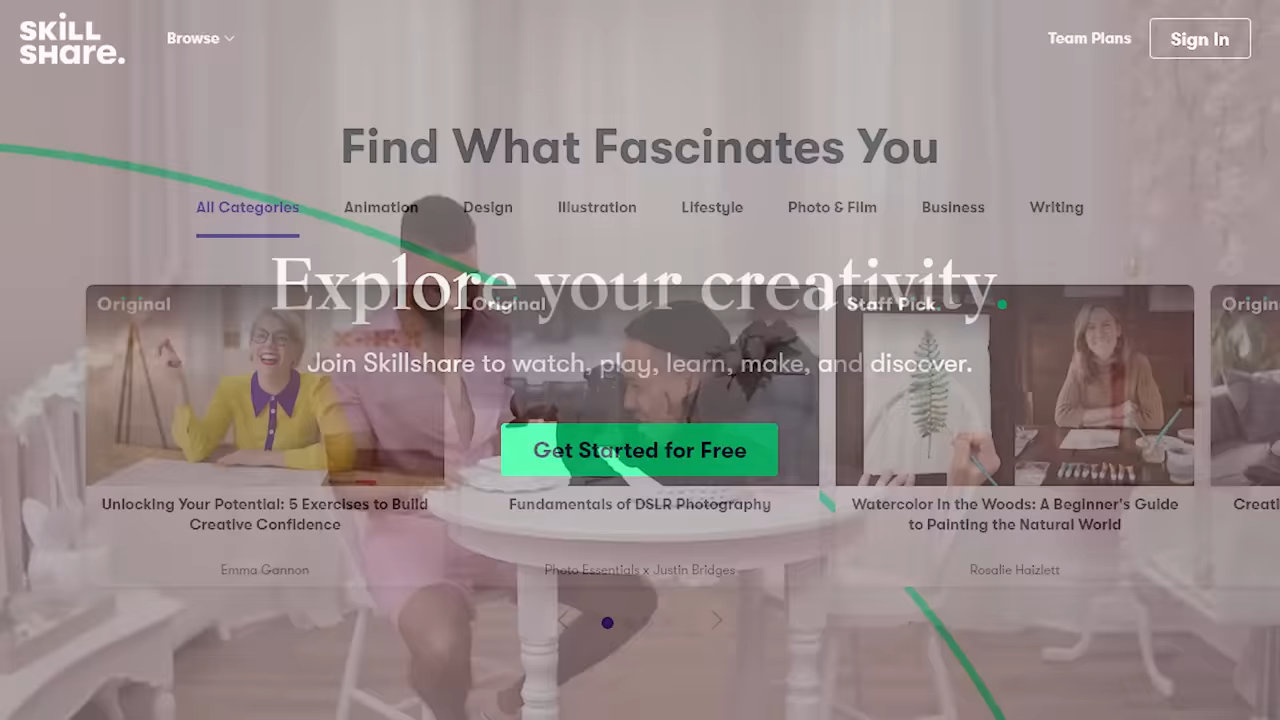 SKILL
SHare.
Browse
Team Plans
Sign In
Find What Fascinates You
All Categories
Animation
Design
Illustration
Lifestyle
Photo & Film
Business
Writing
Explore your creativity.
Original
Original
Staff Pick
Origin
Join Skillshare to watch, play, learn, make, and discover.
Get Started for Free
Unlocking Your Potential: 5 Exercises to Build
Creative Confidence
Emma Gannon
Fundamentals of DSLR Photography
Photo Essentials x Justin Bridges
Watercolor in the Woods: A Beginner's Guide
to Painting the Natural World
Rosalie Haizlett
Creati